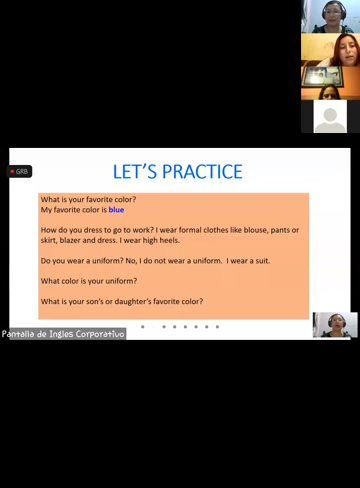 GRB
LET'S PRACTICE
What is your favorite color?
My favorite color is blue
How do you dress to go to work? I wear formal clothes like blouse, pants or
skirt, blazer and dress. I wear high heels.
Do you wear a uniform? No, I do not wear a uniform. I wear a suit.
What color is your uniform?
What is your son's or daughter's favorite color?
Pantalla de Ingles Corporativo